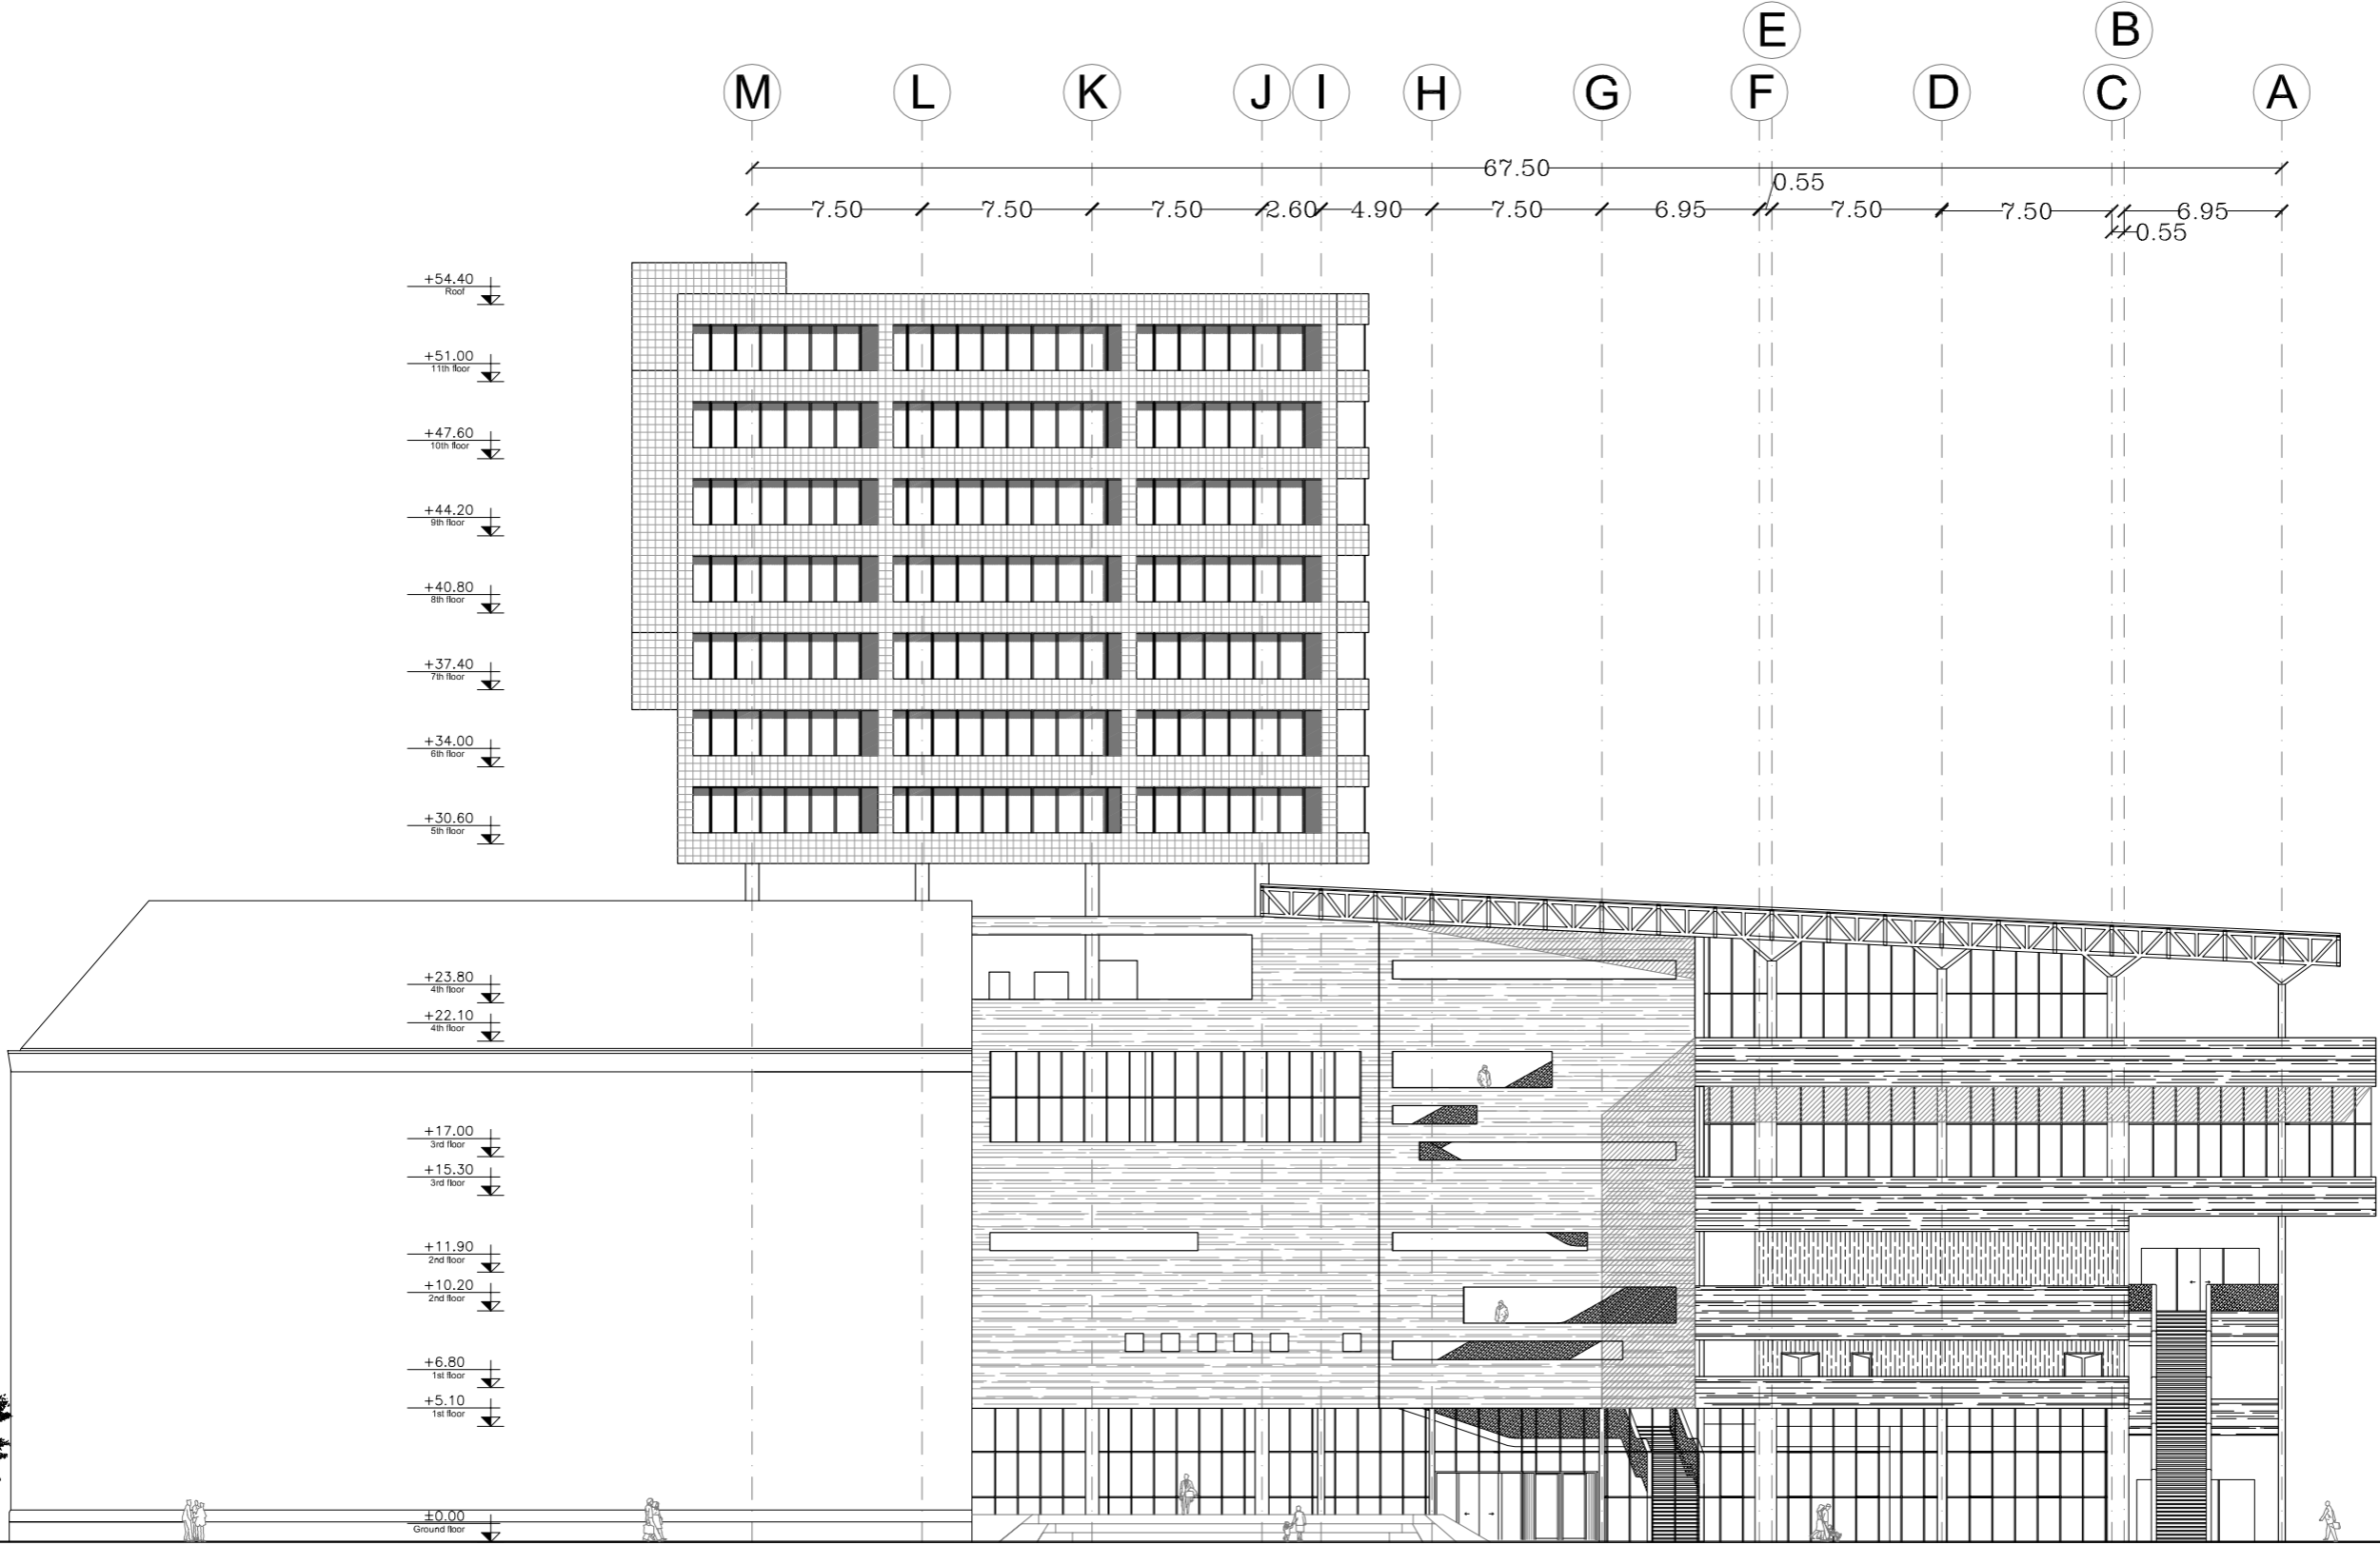 E B
M L K J I H G F D C A
67.50
0.55
7.50 7.50 7.50 2.60 4.90 7.50 6.95 7.50 7.50 6.95
0.55
+54.40
Roof
+51.00
11th floor
+47.60
10th floor
+44.20
9th floor
+40.80
8th floor
+37.40
7th floor
+34.00
6th floor
+30.60
5th floor
+23.80
4th floor
+22.10
4th floor
+17.00
3rd floor
+15.30
3rd floor
+11.90
2nd floor
+10.20
2nd floor
+6.80
1st floor
+5.10
1st floor
±0.00
Ground floor